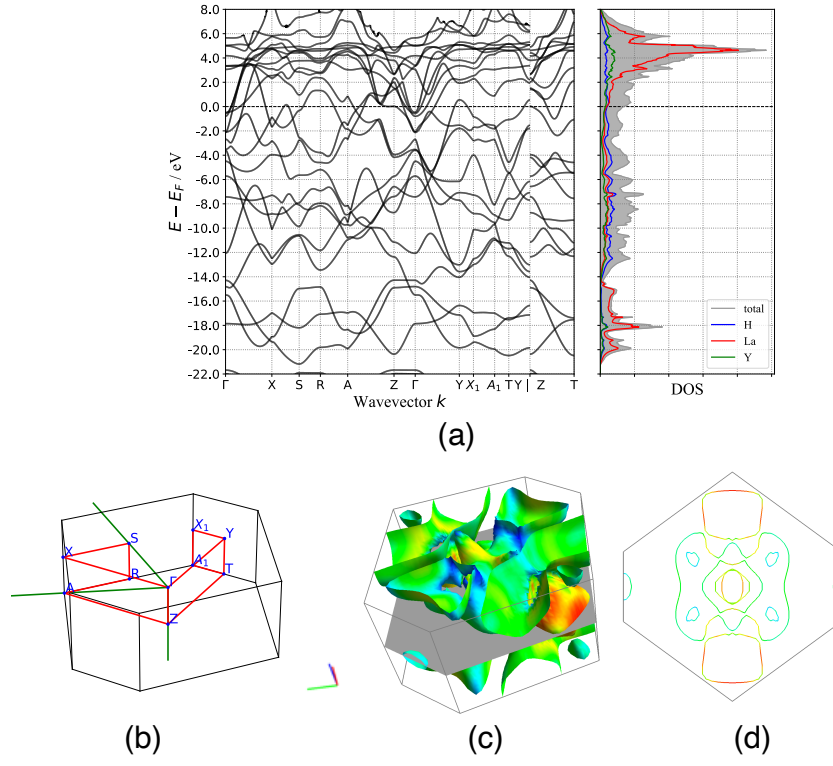 8.0
6.0
4.0
2.0
0.0
-2.0
-4.0
-6.0
-8.0
-10.0
-12.0
-14.0
-16.0
-18.0
-20.0
-22.0
E − E_F / eV
Γ X S R A Z Γ Y X₁ A₁ T Y | Z T
Wavevector k
total
H
La
Y
DOS
(a)
X₁
Y
S
X
A₁
T
R
Γ
A
Z
(b) (c) (d)